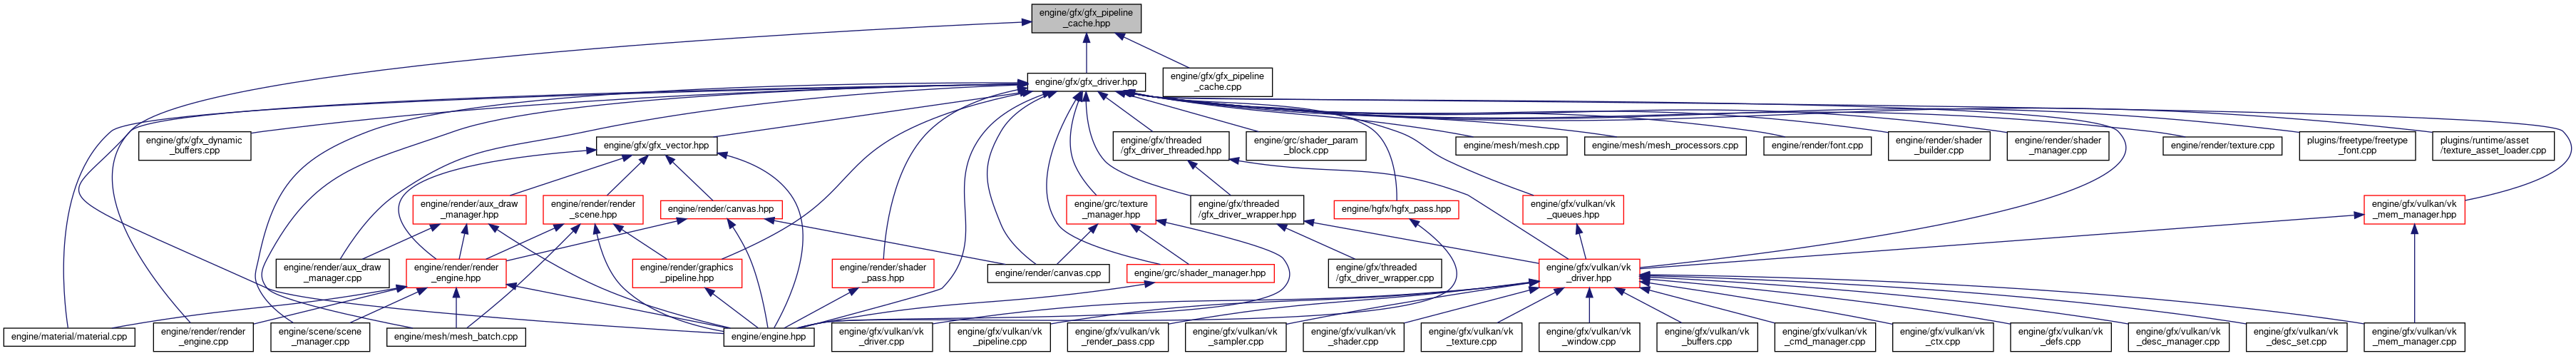 engine/gfx/gfx_pipeline
_cache.hpp
engine/gfx/gfx_driver.hpp
engine/gfx/gfx_pipeline
_cache.cpp
engine/gfx/gfx_dynamic
_buffers.cpp
engine/gfx/gfx_vector.hpp
engine/gfx/threaded
/gfx_driver_threaded.hpp
engine/grc/shader_param
_block.cpp
engine/mesh/mesh.cpp
engine/mesh/mesh_processors.cpp
engine/render/font.cpp
engine/render/shader
_builder.cpp
engine/render/shader
_manager.cpp
engine/render/texture.cpp
plugins/freetype/freetype
_font.cpp
plugins/runtime/asset
/texture_asset_loader.cpp
engine/render/aux_draw
_manager.hpp
engine/render/render
_scene.hpp
engine/render/canvas.hpp
engine/grc/texture
_manager.hpp
engine/gfx/threaded
/gfx_driver_wrapper.hpp
engine/hgfx/hgfx_pass.hpp
engine/gfx/vulkan/vk
_queues.hpp
engine/gfx/vulkan/vk
_mem_manager.hpp
engine/render/aux_draw
_manager.cpp
engine/render/render
_engine.hpp
engine/render/graphics
_pipeline.hpp
engine/render/shader
_pass.hpp
engine/render/canvas.cpp
engine/grc/shader_manager.hpp
engine/gfx/threaded
/gfx_driver_wrapper.cpp
engine/gfx/vulkan/vk
_driver.hpp
engine/material/material.cpp
engine/render/render
_engine.cpp
engine/scene/scene
_manager.cpp
engine/mesh/mesh_batch.cpp
engine/engine.hpp
engine/gfx/vulkan/vk
_driver.cpp
engine/gfx/vulkan/vk
_pipeline.cpp
engine/gfx/vulkan/vk
_render_pass.cpp
engine/gfx/vulkan/vk
_sampler.cpp
engine/gfx/vulkan/vk
_shader.cpp
engine/gfx/vulkan/vk
_texture.cpp
engine/gfx/vulkan/vk
_window.cpp
engine/gfx/vulkan/vk
_buffers.cpp
engine/gfx/vulkan/vk
_cmd_manager.cpp
engine/gfx/vulkan/vk
_ctx.cpp
engine/gfx/vulkan/vk
_defs.cpp
engine/gfx/vulkan/vk
_desc_manager.cpp
engine/gfx/vulkan/vk
_desc_set.cpp
engine/gfx/vulkan/vk
_mem_manager.cpp